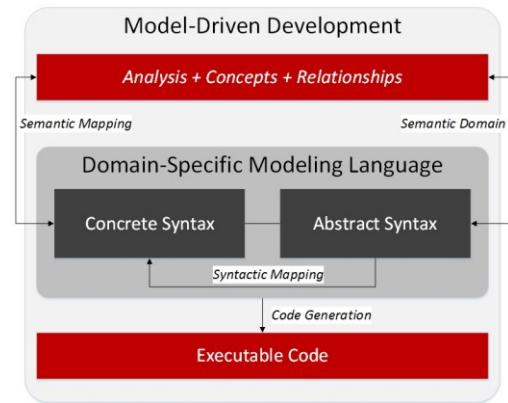 Model-Driven Development
Analysis + Concepts + Relationships
Semantic Mapping
Semantic Domain
Domain-Specific Modeling Language
Concrete Syntax
Abstract Syntax
Syntactic Mapping
Code Generation
Executable Code